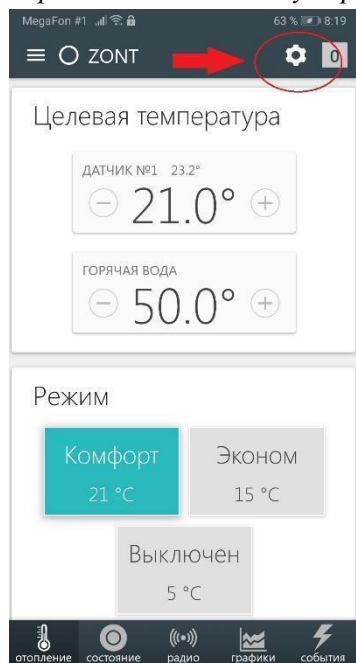 MegaFon #1 63 % 8:19
ZONT 0
Целевая температура
ДАТЧИК №1 23.2°
21.0°
ГОРЯЧАЯ ВОДА
50.0°
Режим
Комфорт Эконом
21 °C 15 °C
Выключен
5 °C
отопление состояние радио графики события